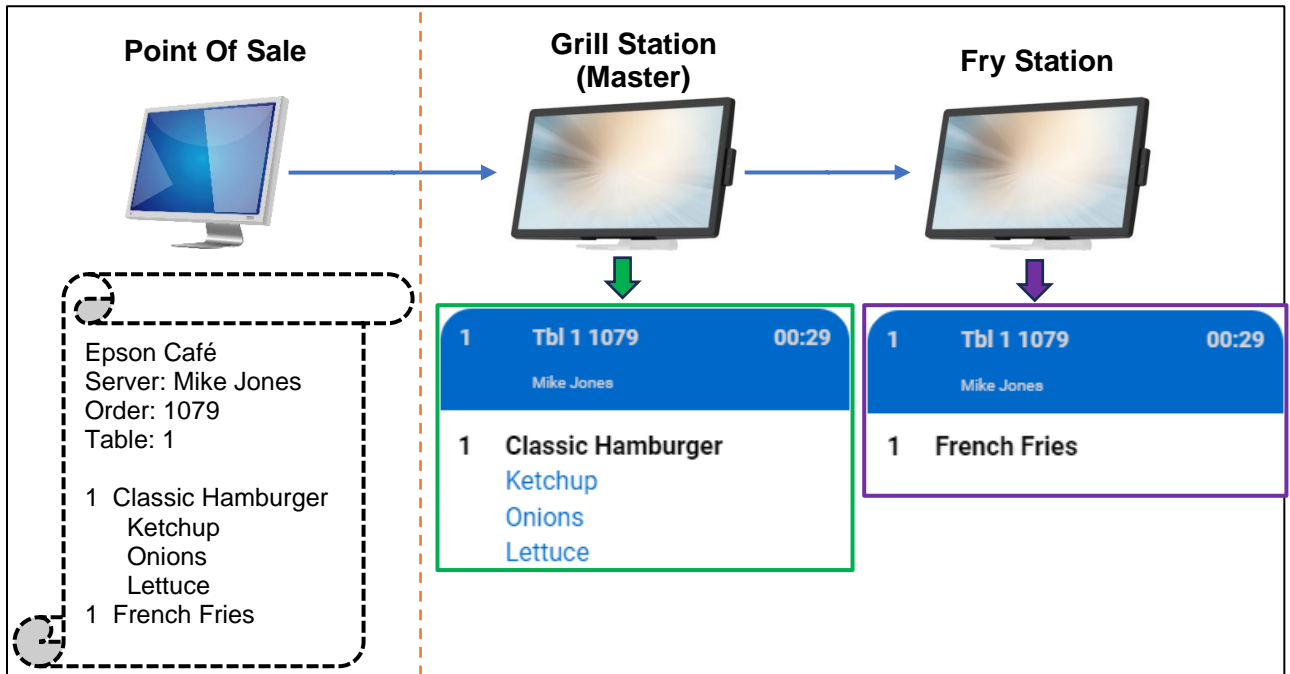 Point Of Sale
Grill Station
(Master)
Fry Station
Epson Café
Server: Mike Jones
Order: 1079
Table: 1
1 Classic Hamburger
Ketchup
Onions
Lettuce
1 French Fries
1 Tbl 1 1079 00:29
Mike Jones
1 Classic Hamburger
Ketchup
Onions
Lettuce
1 Tbl 1 1079 00:29
Mike Jones
1 French Fries